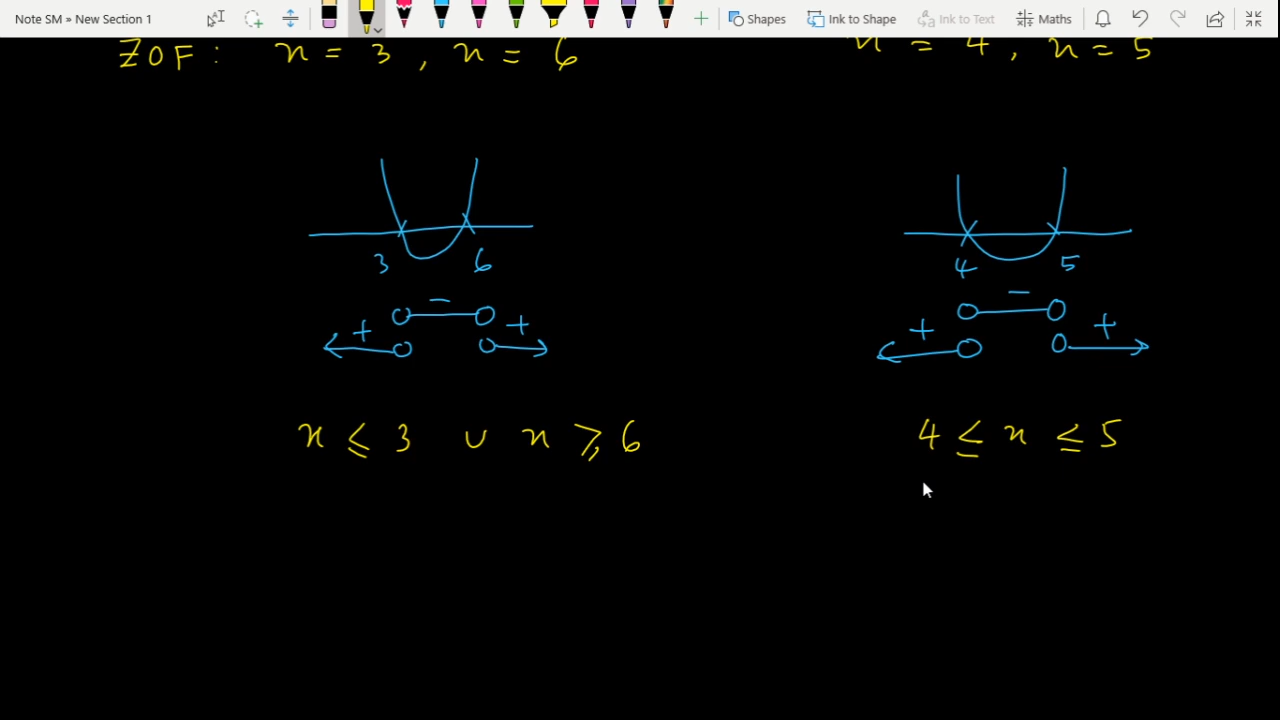 Note SM » New Section 1
Shapes
Ink to Shape
Ink to Text
Maths
ZOF: x = 3, x = 6
x = 4, x = 5
3 6
4 5
+ − +
+ − +
x ≤ 3 ∪ x ≥ 6
4 ≤ x ≤ 5